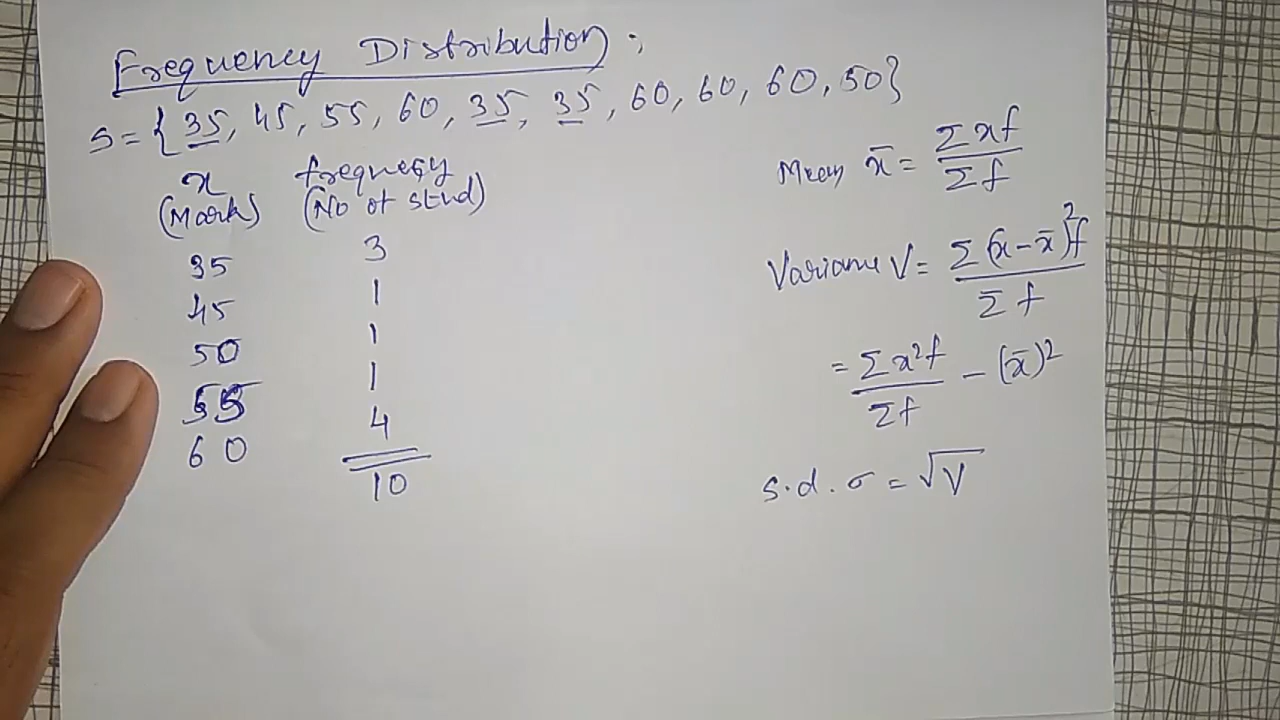 Frequency Distribution :
S = { 35, 45, 55, 60, 35, 35, 60, 60, 60, 50}
x frequency
(Mark) (No of stud)
35 3
45 1
50 1
55 1
60 4
10
Mean x̄ = Σxf / Σf
Variance V = Σ(x-x̄)²f / Σf
= Σx²f / Σf - (x̄)²
s.d. σ = √V